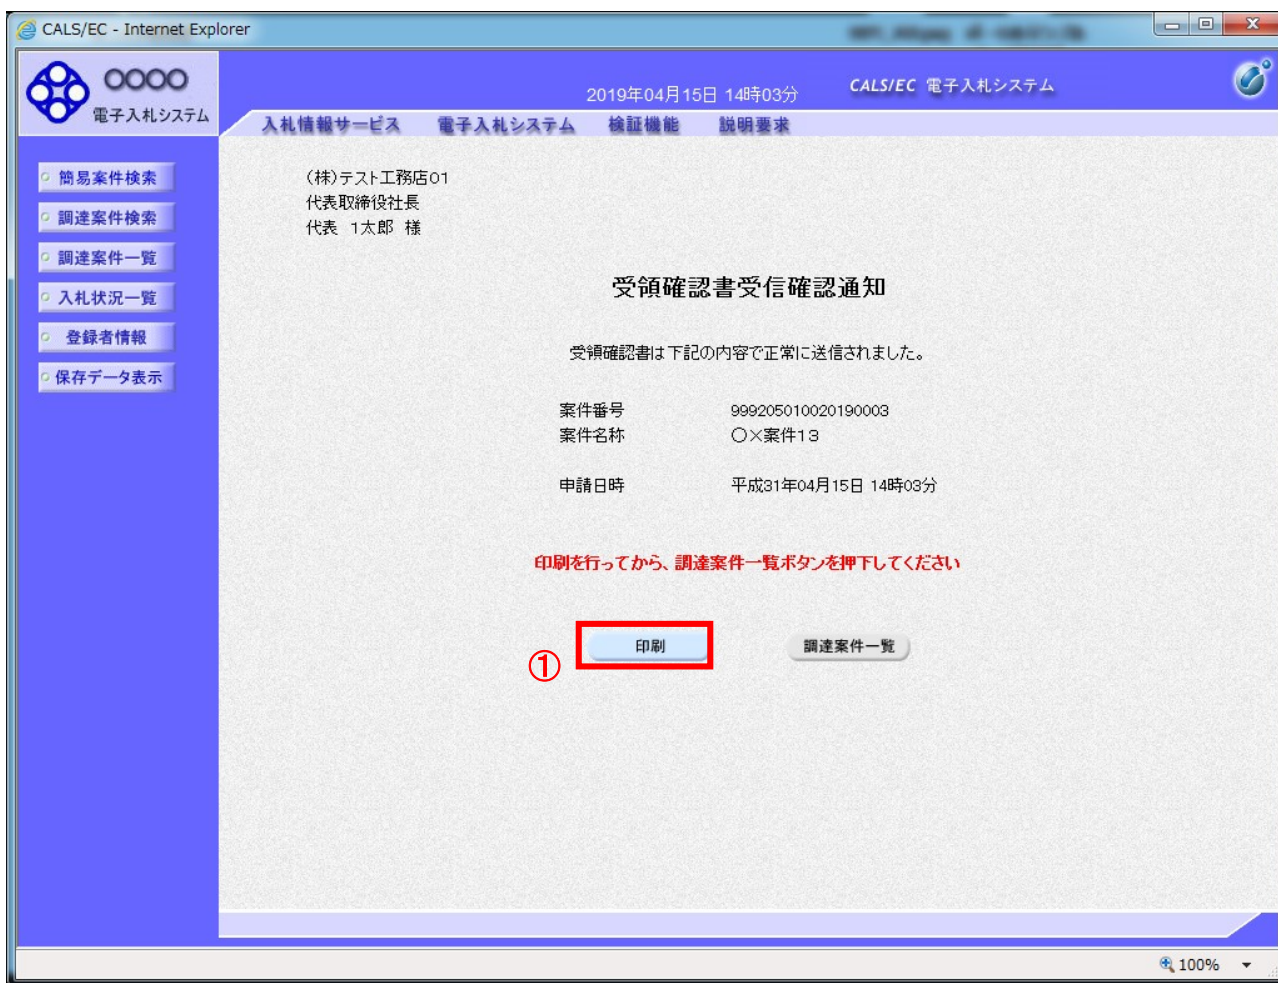 CALS/EC - Internet Explorer
○○○○
電子入札システム
2019年04月15日 14時03分
CALS/EC 電子入札システム
入札情報サービス 電子入札システム 検証機能 説明要求
簡易案件検索
調達案件検索
調達案件一覧
入札状況一覧
登録者情報
保存データ表示
(株)テスト工務店01
代表取締役社長
代表 1太郎 様
受領確認書受信確認通知
受領確認書は下記の内容で正常に送信されました。
案件番号 999205010020190003
案件名称 ○×案件13
申請日時 平成31年04月15日 14時03分
印刷を行ってから、調達案件一覧ボタンを押下してください
① 印刷 調達案件一覧
100%